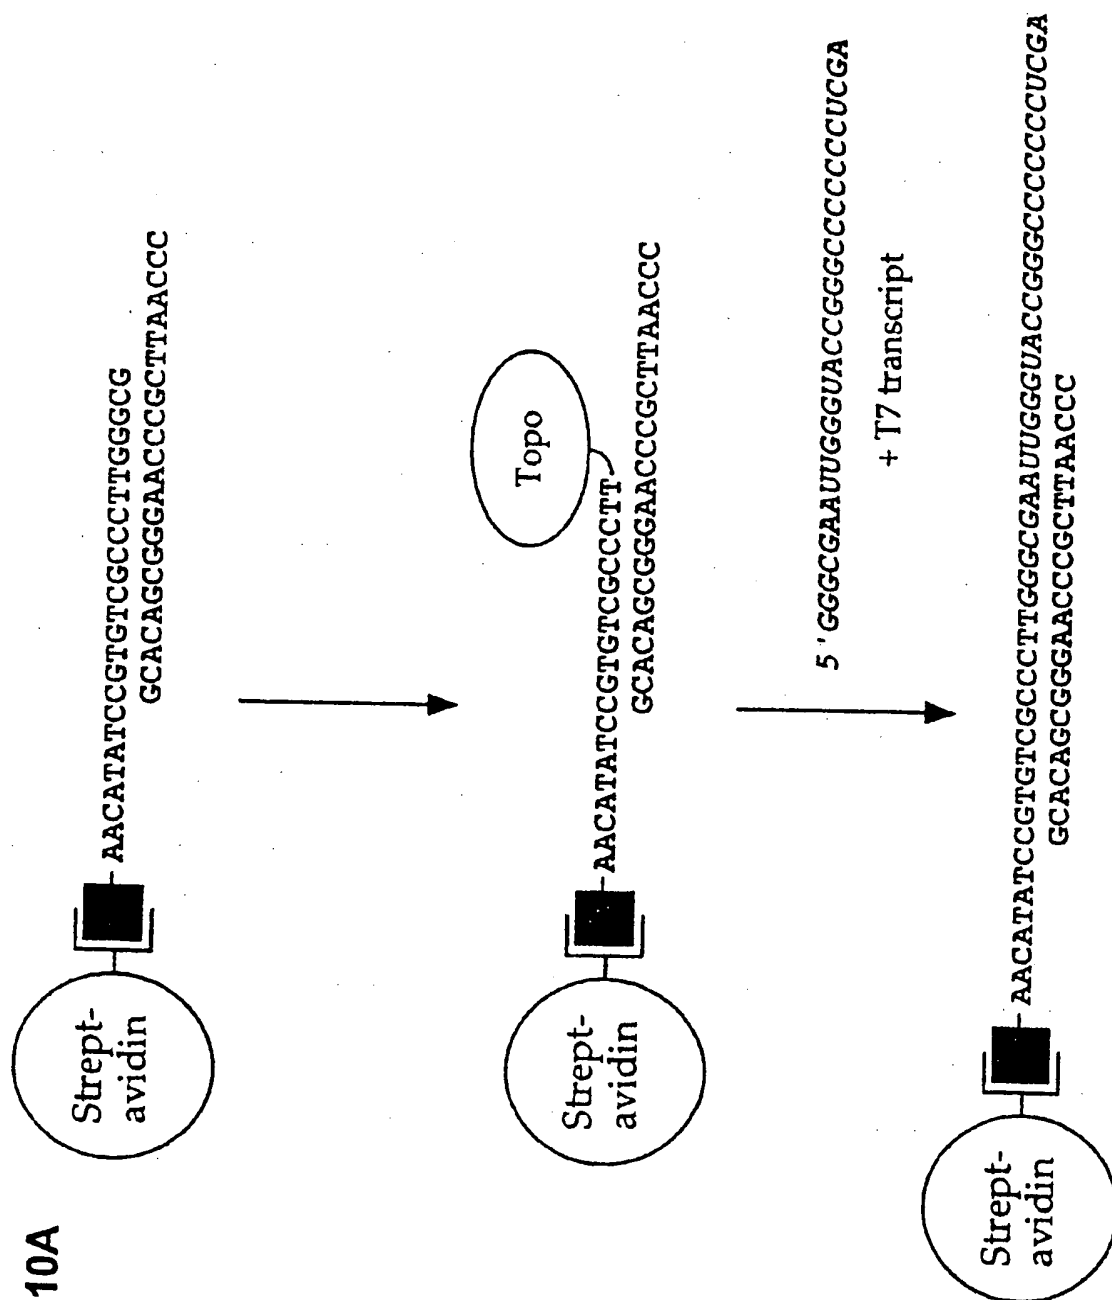 10A
Strept-
avidin
AACATATCCGTGTCGCCCTTGGGCG
GCACAGCGGGAACCCGCTTAACCC
Topo
Strept-
avidin
AACATATCCGTGTCGCCCTT
GCACAGCGGGAACCCGCTTAACCC
5 'GGGCGAAUUGGGUACCGGGCCCCCCUCGA
+ T7 transcript
Strept-
avidin
AACATATCCGTGTCGCCCTTGGGCGAAUUGGGUACCGGGCCCCCCUCGA
GCACAGCGGGAACCCGCTTAACCC